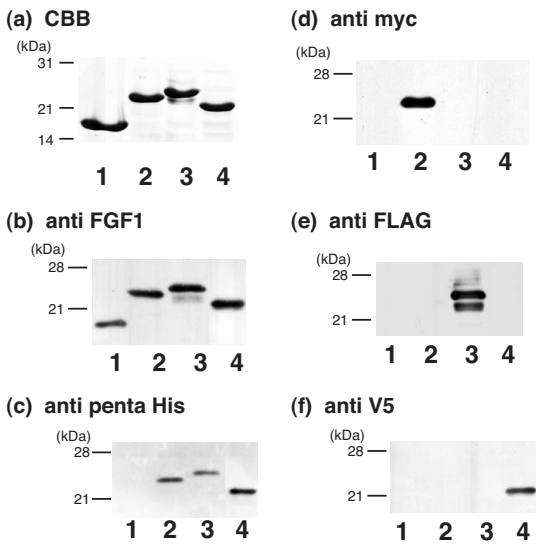 (a) CBB
(kDa)
31
21
14
1 2 3 4
(b) anti FGF1
(kDa)
28
21
1 2 3 4
(c) anti penta His
(kDa)
28
21
1 2 3 4
(d) anti myc
(kDa)
28
21
1 2 3 4
(e) anti FLAG
(kDa)
28
21
1 2 3 4
(f) anti V5
(kDa)
28
21
1 2 3 4